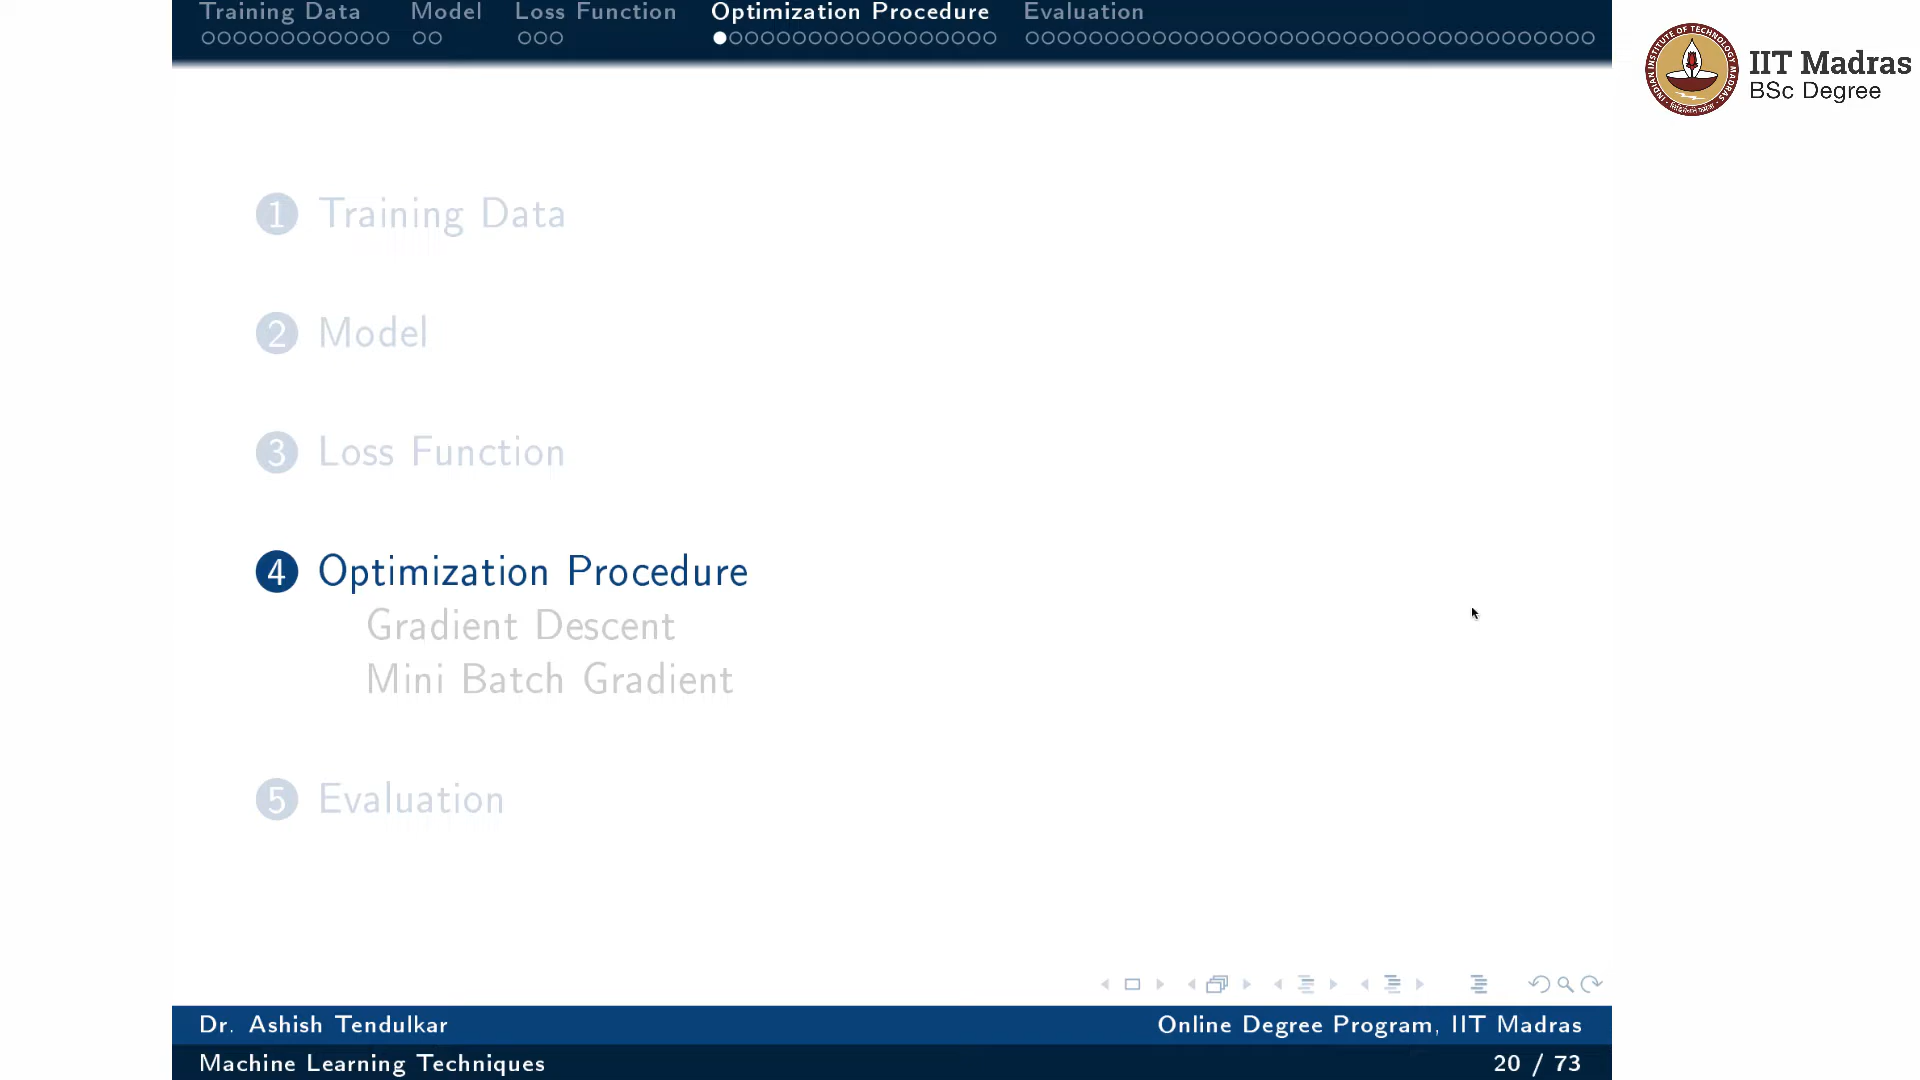 Training Data Model Loss Function Optimization Procedure Evaluation
IIT Madras
BSc Degree
1 Training Data
2 Model
3 Loss Function
4 Optimization Procedure
Gradient Descent
Mini Batch Gradient
5 Evaluation
Dr. Ashish Tendulkar Online Degree Program, IIT Madras
Machine Learning Techniques 20 / 73